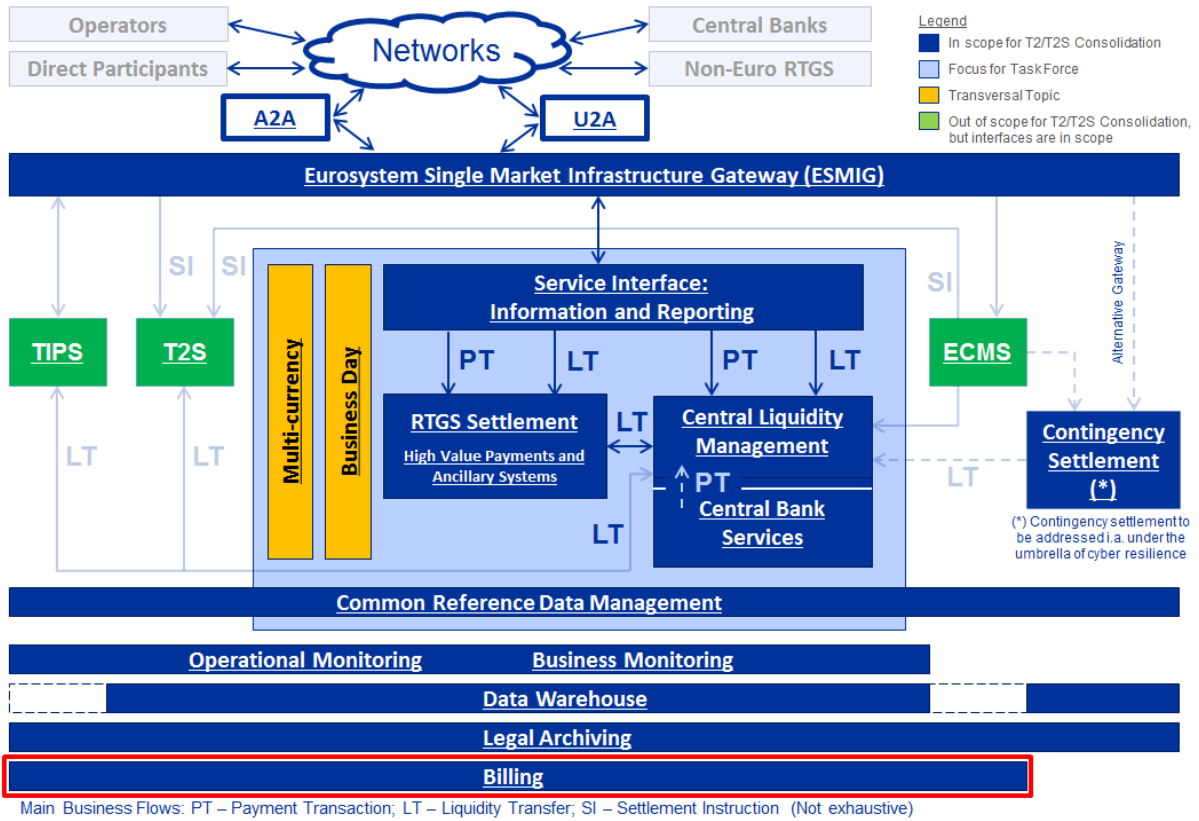 Operators
Direct Participants
Networks
Central Banks
Non-Euro RTGS
Legend
In scope for T2/T2S Consolidation
Focus for Task Force
Transversal Topic
Out of scope for T2/T2S Consolidation,
but interfaces are in scope
A2A
U2A
Eurosystem Single Market Infrastructure Gateway (ESMIG)
SI
SI
SI
Alternative Gateway
TIPS
T2S
ECMS
Multi-currency
Business Day
Service Interface:
Information and Reporting
PT
LT
PT
LT
RTGS Settlement
High Value Payments and
Ancillary Systems
LT
Central Liquidity
Management
PT
Central Bank
Services
LT
LT
LT
LT
Contingency
Settlement
(*)
(*) Contingency settlement to
be addressed i.a. under the
umbrella of cyber resilience
Common Reference Data Management
Operational Monitoring
Business Monitoring
Data Warehouse
Legal Archiving
Billing
Main Business Flows: PT – Payment Transaction; LT – Liquidity Transfer; SI – Settlement Instruction (Not exhaustive)